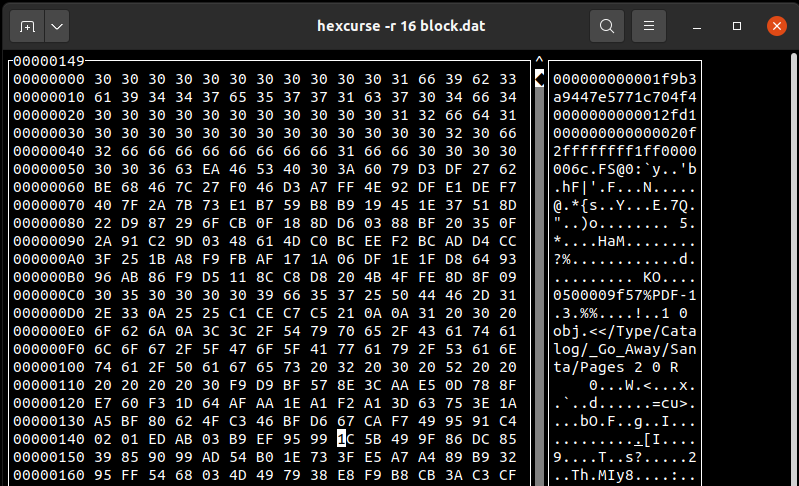 hexcurse -r 16 block.dat
00000149 ^
00000000 30 30 30 30 30 30 30 30 30 30 30 31 66 39 62 33 000000000001f9b3
00000010 61 39 34 34 37 65 35 37 37 31 63 37 30 34 66 34 a9447e5771c704f4
00000020 30 30 30 30 30 30 30 30 30 30 30 31 32 66 64 31 0000000000012fd1
00000030 30 30 30 30 30 30 30 30 30 30 30 30 30 32 30 66 000000000000020f
00000040 32 66 66 66 66 66 66 66 66 31 66 66 30 30 30 30 2ffffffff1ff0000
00000050 30 30 36 63 EA 46 53 40 30 3A 60 79 D3 DF 27 62 006c.FS@0:`y..'b
00000060 BE 68 46 7C 27 F0 46 D3 A7 FF 4E 92 DF E1 DE F7 .hF|'.F...N.....
00000070 40 7F 2A 7B 73 E1 B7 59 B8 B9 19 45 1E 37 51 8D @.*{s..Y...E.7Q.
00000080 22 D9 87 29 6F CB 0F 18 8D D6 03 88 BF 20 35 0F "..)o........ 5.
00000090 2A 91 C2 9D 03 48 61 4D C0 BC EE F2 BC AD D4 CC *....HaM........
000000A0 3F 25 1B A8 F9 FB AF 17 1A 06 DF 1E 1F D8 64 93 ?%............d.
000000B0 96 AB 86 F9 D5 11 8C C8 D8 20 4B 4F FE 8D 8F 09 ......... KO....
000000C0 30 35 30 30 30 30 39 66 35 37 25 50 44 46 2D 31 0500009f57%PDF-1
000000D0 2E 33 0A 25 25 C1 CE C7 C5 21 0A 0A 31 20 30 20 .3.%%....!..1 0
000000E0 6F 62 6A 0A 3C 3C 2F 54 79 70 65 2F 43 61 74 61 obj.<</Type/Cata
000000F0 6C 6F 67 2F 5F 47 6F 5F 41 77 61 79 2F 53 61 6E log/_Go_Away/San
00000100 74 61 2F 50 61 67 65 73 20 32 20 30 20 52 20 20 ta/Pages 2 0 R
00000110 20 20 20 20 30 F9 D9 BF 57 8E 3C AA E5 0D 78 8F 0...W.<...x.
00000120 E7 60 F3 1D 64 AF AA 1E A1 F2 A1 3D 63 75 3E 1A .`..d......=cu>.
00000130 A5 BF 80 62 4F C3 46 BF D6 67 CA F7 49 95 91 C4 ...bO.F..g..I...
00000140 02 01 ED AB 03 B9 EF 95 99 1C 5B 49 9F 86 DC 85 ..........[I....
00000150 39 85 90 99 AD 54 B0 1E 73 3F E5 A7 A4 89 B9 32 9....T..s?.....2
00000160 95 FF 54 68 03 4D 49 79 38 E8 F9 B8 CB 3A C3 CF ..Th.MIy8....:..